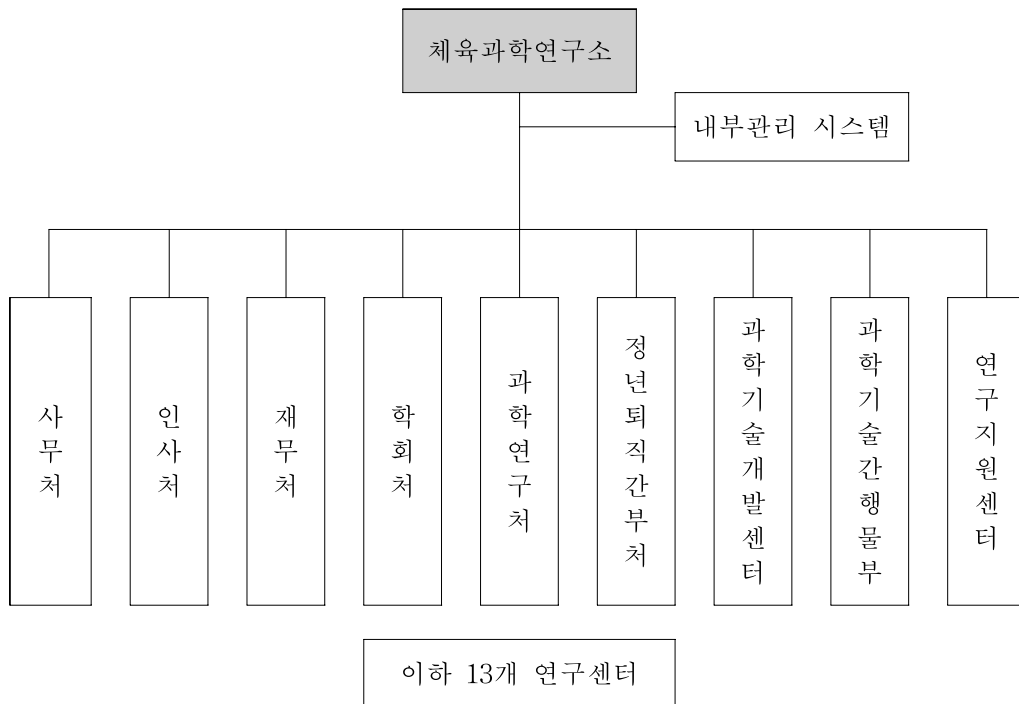 체육과학연구소
내부관리 시스템
사무처
인사처
재무처
학회처
과학연구처
정년퇴직간부처
과학기술개발센터
과학기술간행물부
연구지원센터
이하 13개 연구센터